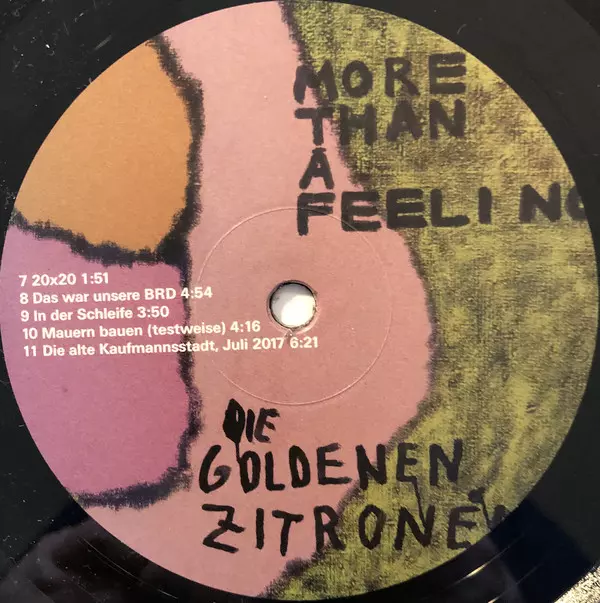 MORE
THAN
A
FEELING
7 20x20 1:51
8 Das war unsere BRD 4:54
9 In der Schleife 3:50
10 Mauern bauen (testweise) 4:16
11 Die alte Kaufmannsstadt, Juli 2017 6:21
DIE
GOLDENEN
ZITRONEN